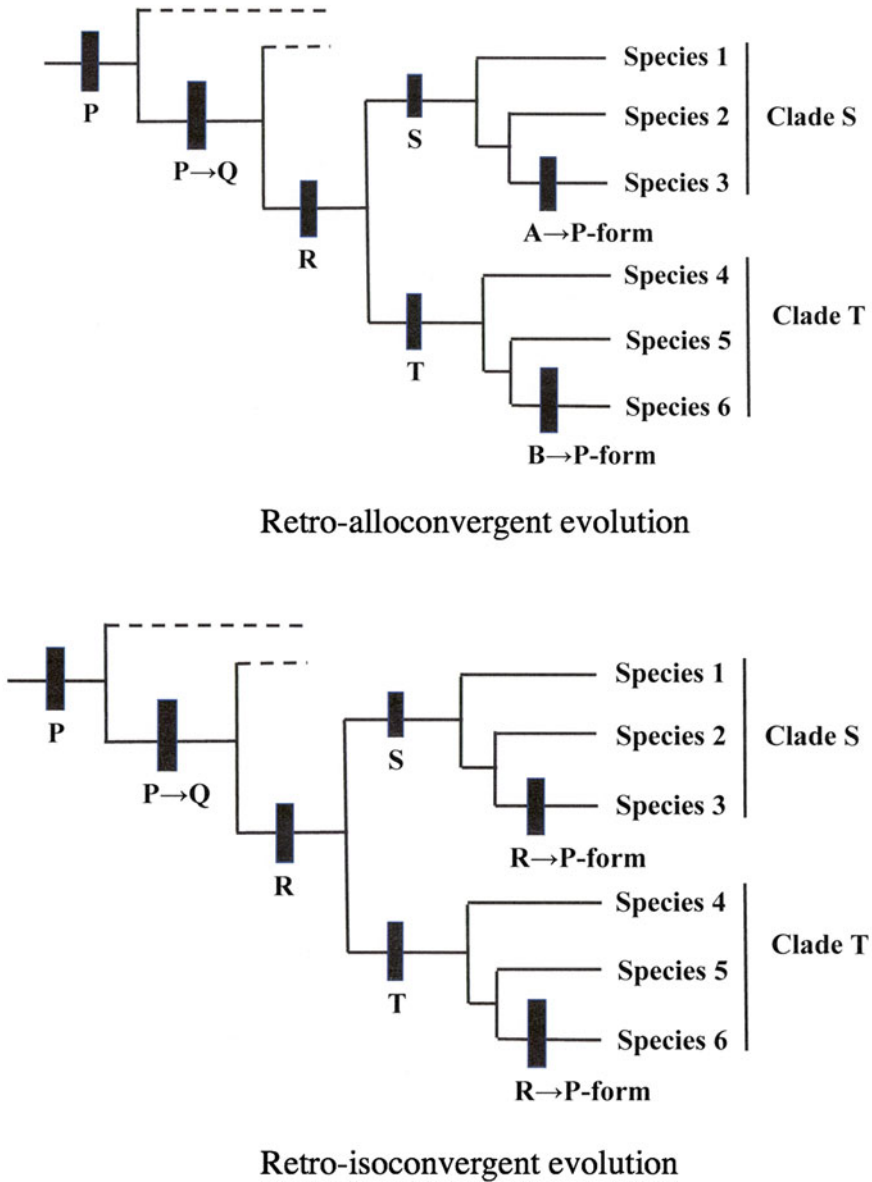 P
P→Q
R
S
Species 1
Species 2
Species 3
Clade S
A→P-form
T
Species 4
Species 5
Species 6
Clade T
B→P-form
Retro-alloconvergent evolution
P
P→Q
R
S
Species 1
Species 2
Species 3
Clade S
R→P-form
T
Species 4
Species 5
Species 6
Clade T
R→P-form
Retro-isoconvergent evolution